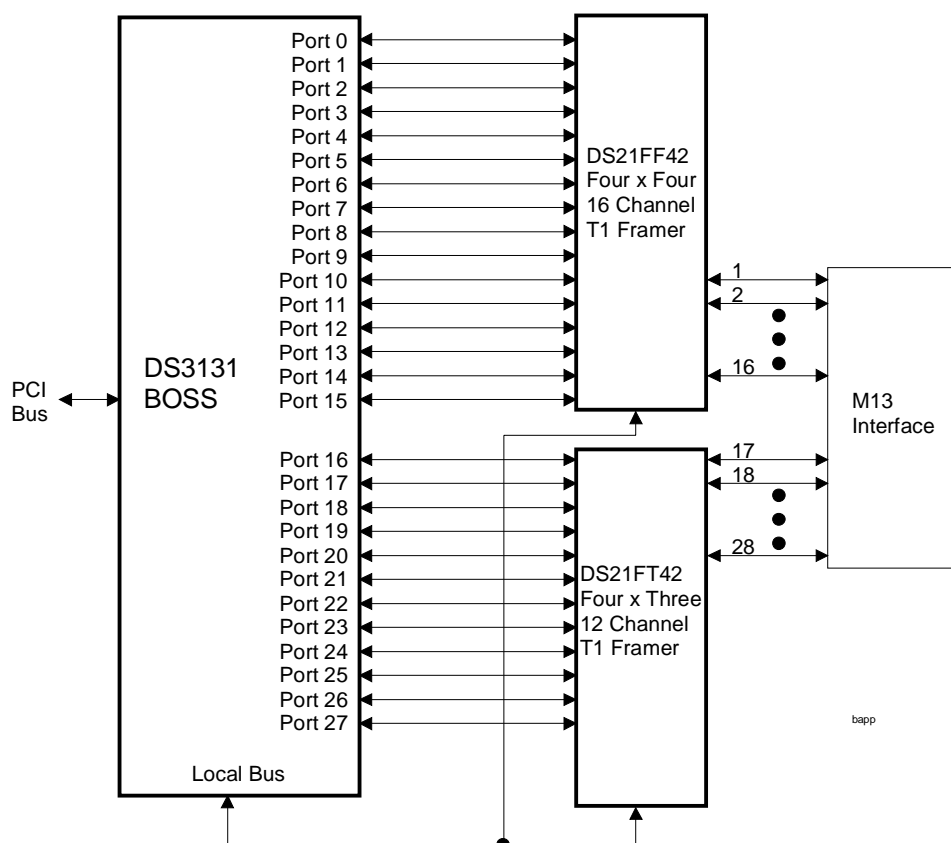 Port 0
Port 1
Port 2
Port 3
Port 4
Port 5
Port 6
Port 7
Port 8
Port 9
Port 10
Port 11
Port 12
Port 13
Port 14
Port 15
DS3131
BOSS
PCI
Bus
Port 16
Port 17
Port 18
Port 19
Port 20
Port 21
Port 22
Port 23
Port 24
Port 25
Port 26
Port 27
Local Bus
DS21FF42
Four x Four
16 Channel
T1 Framer
DS21FT42
Four x Three
12 Channel
T1 Framer
1
2
16
17
18
28
M13
Interface
bapp